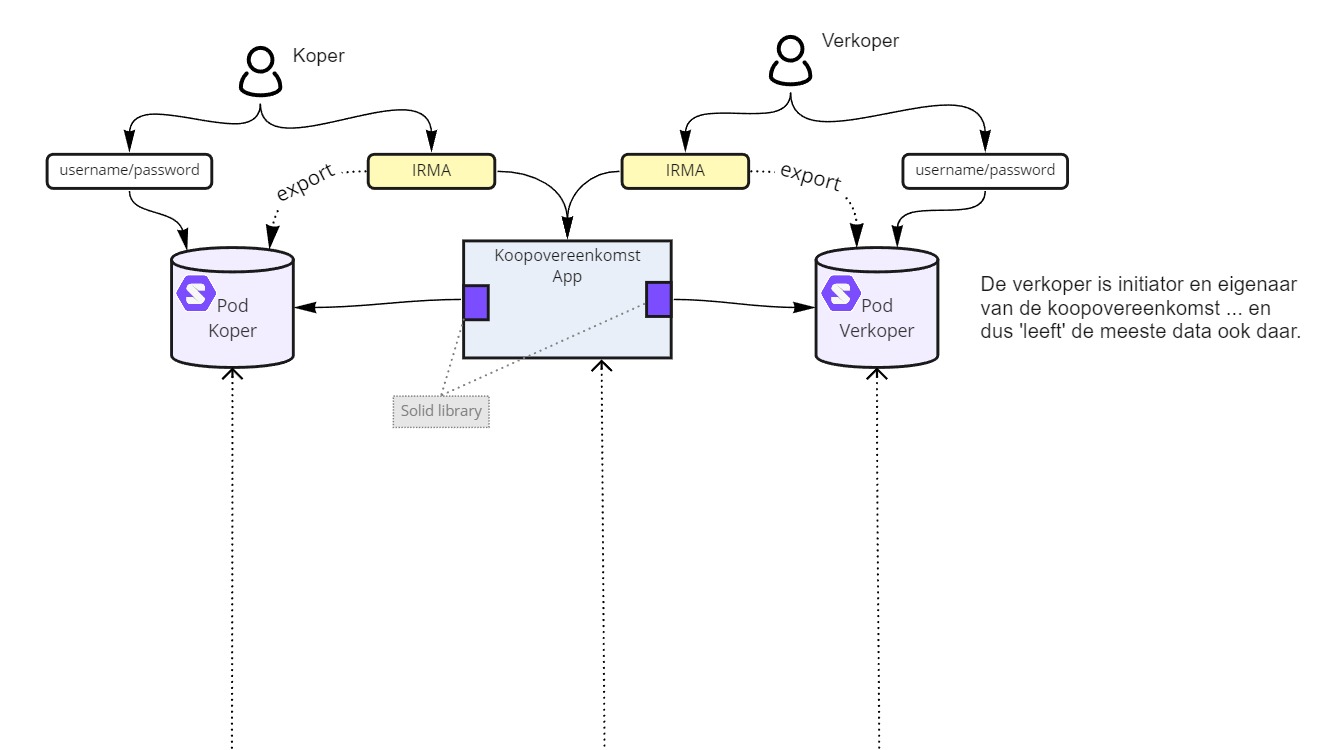 Koper
Verkoper
username/password
export
IRMA
IRMA
export
username/password
Pod
Koper
Koopovereenkomst
App
Pod
Verkoper
De verkoper is initiator en eigenaar
van de koopovereenkomst ... en
dus 'leeft' de meeste data ook daar.
Solid library